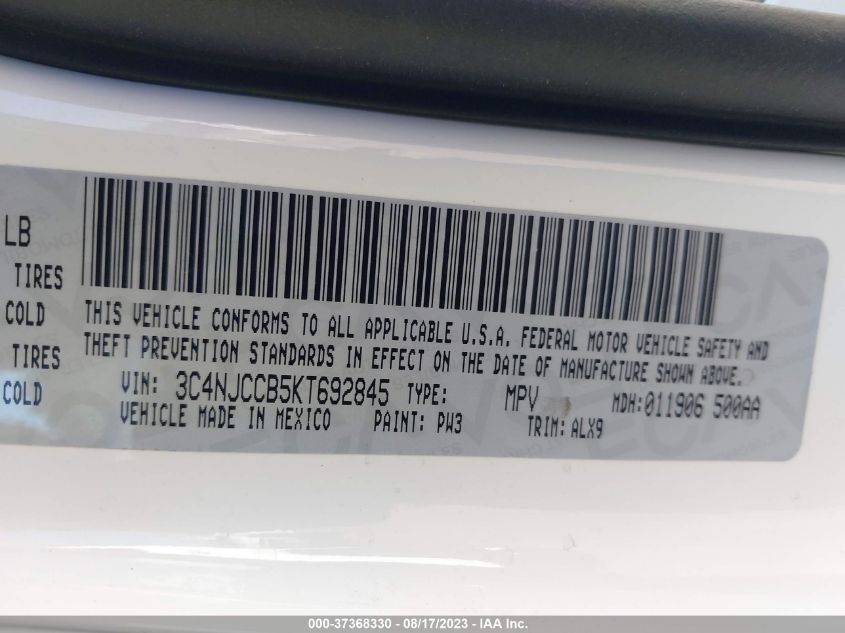 LB
TIRES
COLD
TIRES
COLD
THIS VEHICLE CONFORMS TO ALL APPLICABLE U.S.A. FEDERAL MOTOR VEHICLE SAFETY AND
THEFT PREVENTION STANDARDS IN EFFECT ON THE DATE OF MANUFACTURE SHOWN ABOVE.
VIN: 3C4NJCCB5KT692845 TYPE: MPV MDH:011906 500AA
VEHICLE MADE IN MEXICO PAINT: PW3 TRIM: ALX9
000-37368330 - 08/17/2023 - IAA Inc.